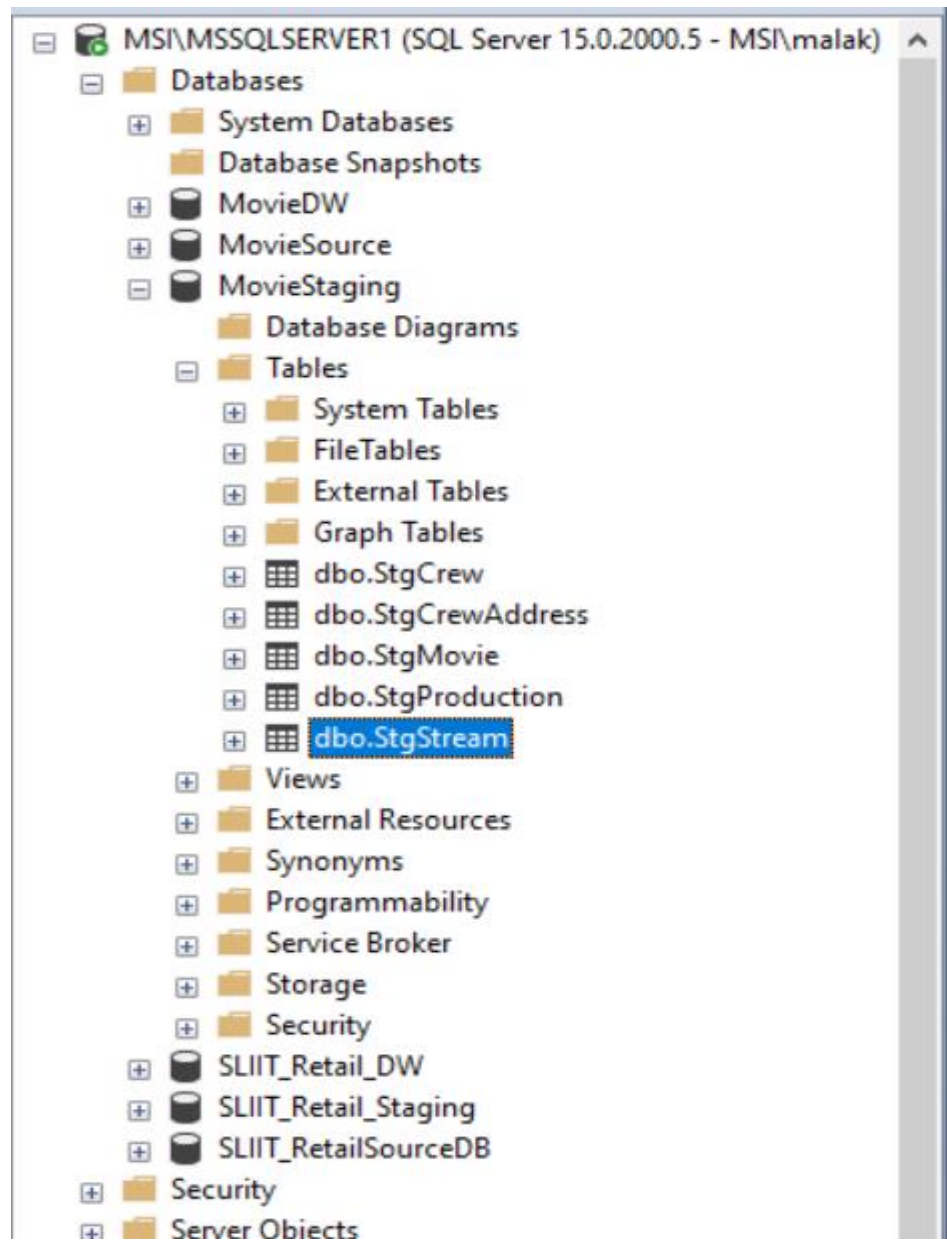 MSI\MSSQLSERVER1 (SQL Server 15.0.2000.5 - MSI\malak)
Databases
System Databases
Database Snapshots
MovieDW
MovieSource
MovieStaging
Database Diagrams
Tables
System Tables
FileTables
External Tables
Graph Tables
dbo.StgCrew
dbo.StgCrewAddress
dbo.StgMovie
dbo.StgProduction
dbo.StgStream
Views
External Resources
Synonyms
Programmability
Service Broker
Storage
Security
SLIIT_Retail_DW
SLIIT_Retail_Staging
SLIIT_RetailSourceDB
Security
Server Objects